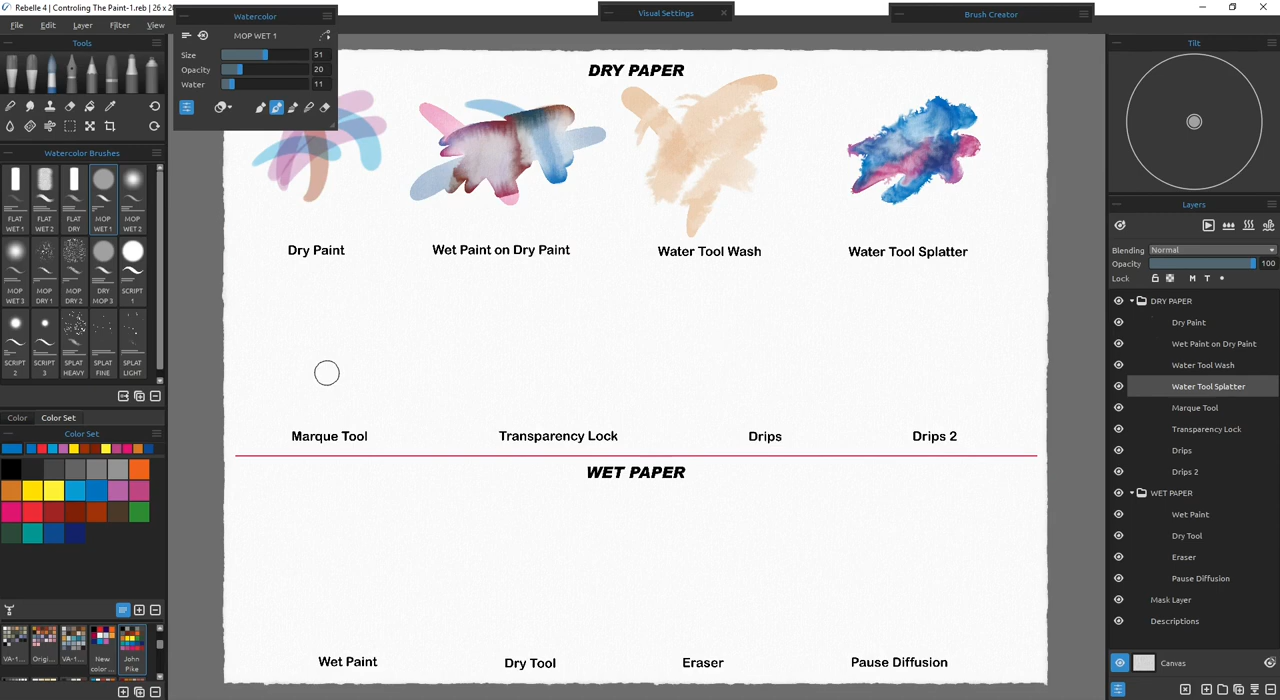 Rebelle 4 | Controling The Paint-1.reb | 26 x 2
File Edit Layer Filter View
Tools
Watercolor
MOP WET 1
Size 51
Opacity 20
Water 11
Visual Settings
Brush Creator
Tilt
Watercolor Brushes
FLAT WET 1
FLAT WET 2
FLAT DRY
MOP WET 1
MOP WET 2
MOP WET 3
MOP DRY 1
MOP DRY 2
DRY MOP 3
SCRIPT 1
SCRIPT 2
SCRIPT 3
SPLAT HEAVY
SPLAT FINE
SPLAT LIGHT
Color Color Set
Color Set
VA-1...
Origi...
VA-1...
New color ...
John Pike
DRY PAPER
Dry Paint
Wet Paint on Dry Paint
Water Tool Wash
Water Tool Splatter
Marque Tool
Transparency Lock
Drips
Drips 2
WET PAPER
Wet Paint
Dry Tool
Eraser
Pause Diffusion
Layers
Blending Normal
Opacity 100
Lock M T
DRY PAPER
Dry Paint
Wet Paint on Dry Paint
Water Tool Wash
Water Tool Splatter
Marque Tool
Transparency Lock
Drips
Drips 2
WET PAPER
Wet Paint
Dry Tool
Eraser
Pause Diffusion
Mask Layer
Descriptions
Canvas